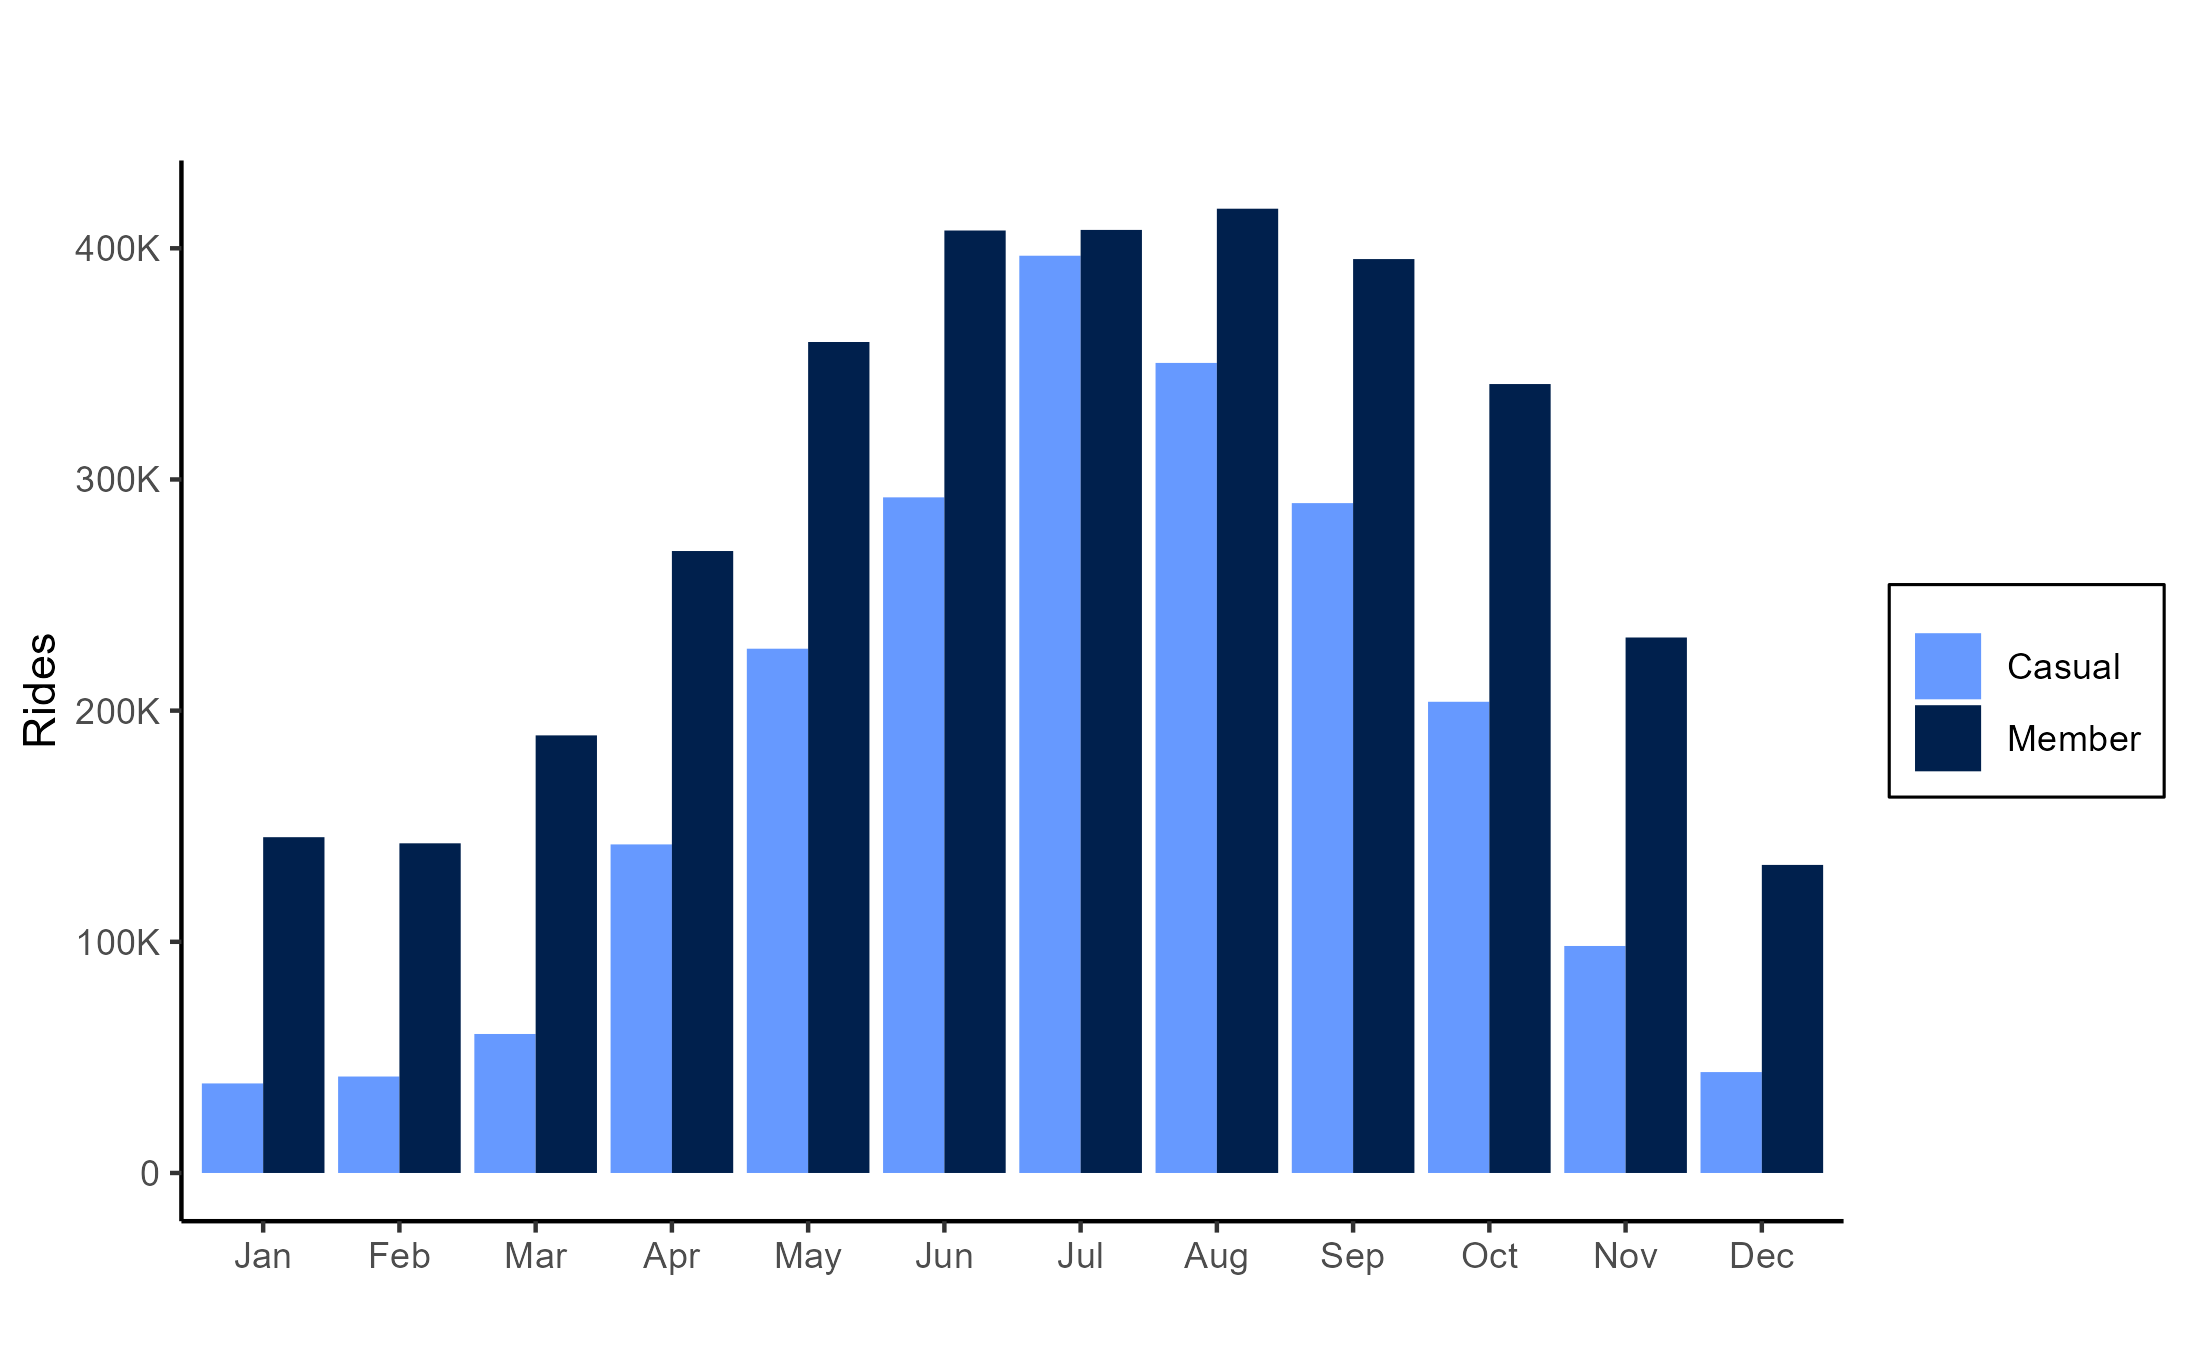 Rides
400K
300K
200K
100K
0
Jan Feb Mar Apr May Jun Jul Aug Sep Oct Nov Dec
Casual
Member